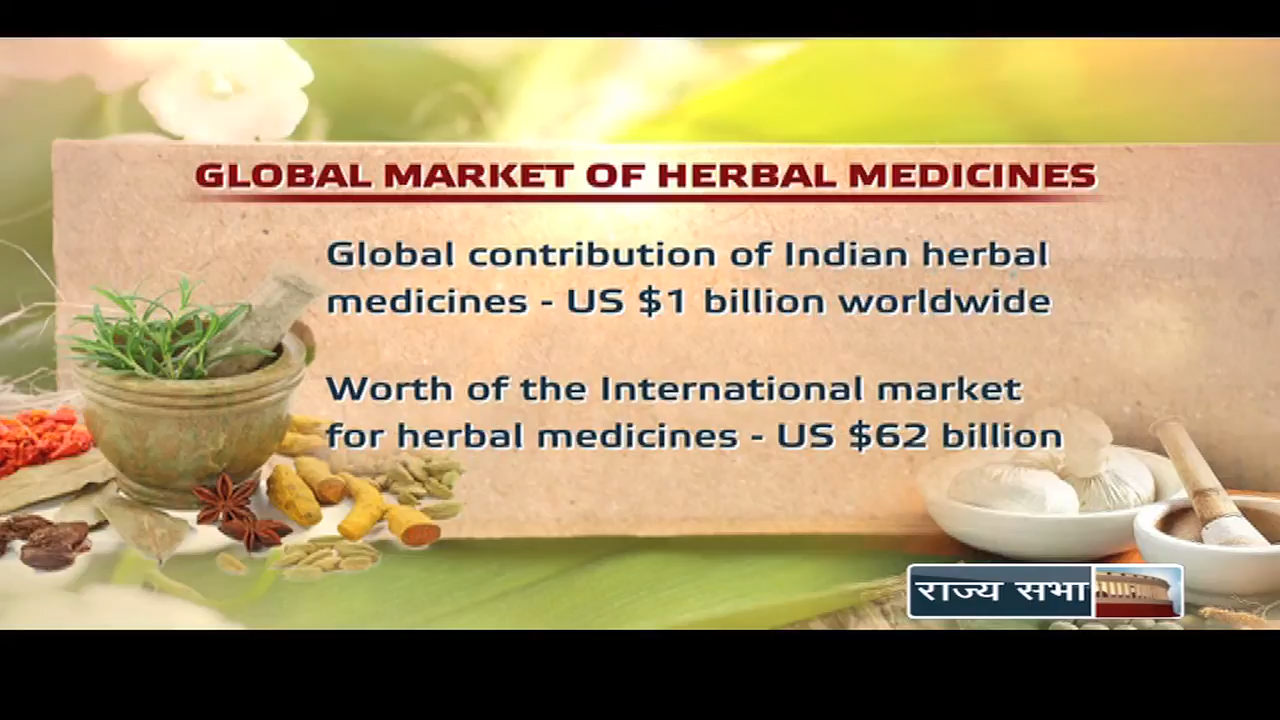 GLOBAL MARKET OF HERBAL MEDICINES
Global contribution of Indian herbal
medicines - US $1 billion worldwide
Worth of the International market
for herbal medicines - US $62 billion
राज्य सभा